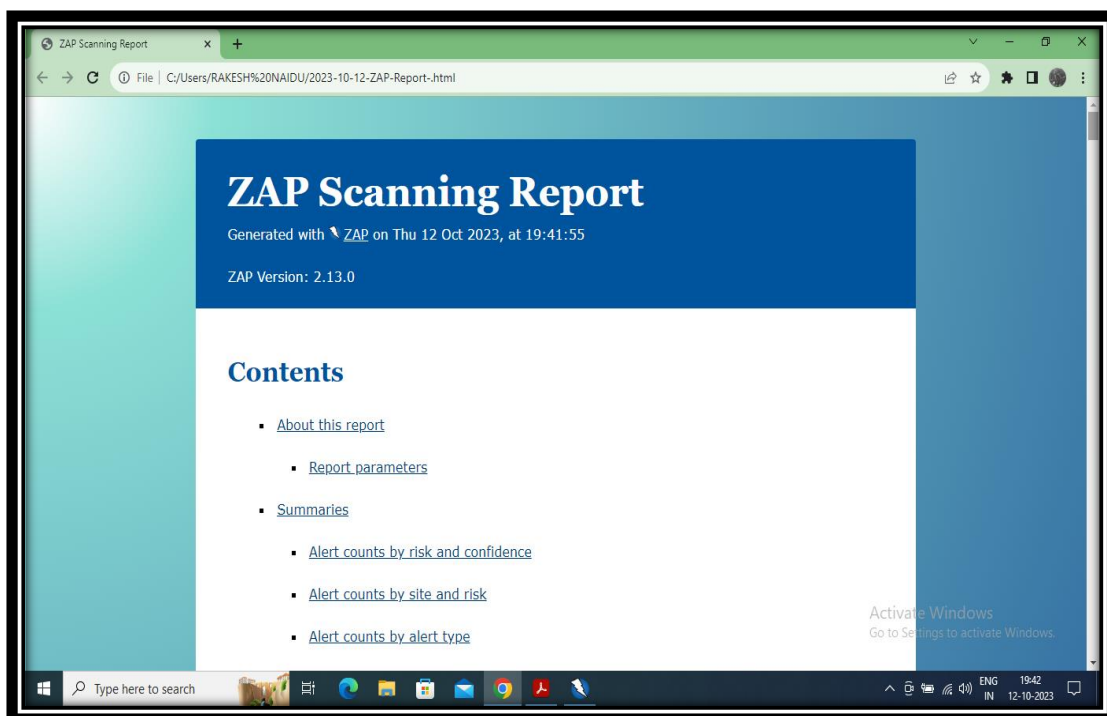 ZAP Scanning Report
File | C:/Users/RAKESH%20NAIDU/2023-10-12-ZAP-Report-.html
ZAP Scanning Report
Generated with ZAP on Thu 12 Oct 2023, at 19:41:55
ZAP Version: 2.13.0
Contents
About this report
Report parameters
Summaries
Alert counts by risk and confidence
Alert counts by site and risk
Alert counts by alert type
Activate Windows
Go to Settings to activate Windows.
Type here to search
ENG 19:42
IN 12-10-2023